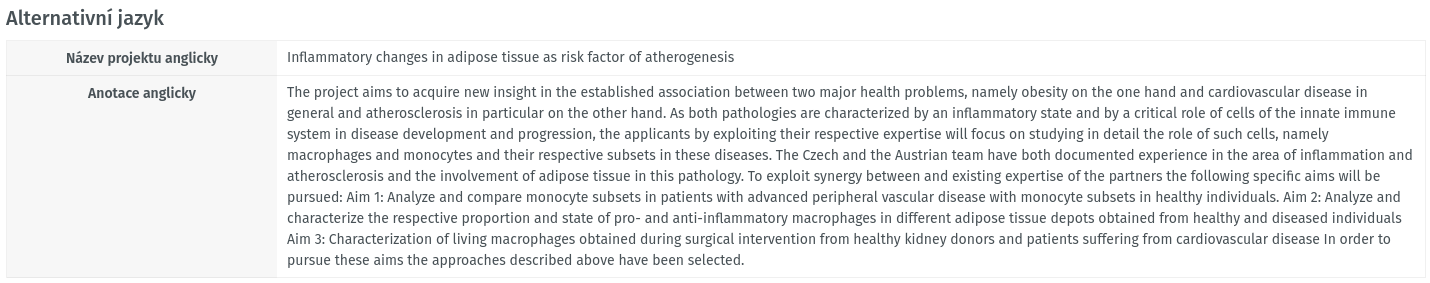 Alternativní jazyk
Název projektu anglicky
Inflammatory changes in adipose tissue as risk factor of atherogenesis
Anotace anglicky
The project aims to acquire new insight in the established association between two major health problems, namely obesity on the one hand and cardiovascular disease in
general and atherosclerosis in particular on the other hand. As both pathologies are characterized by an inflammatory state and by a critical role of cells of the innate immune
system in disease development and progression, the applicants by exploiting their respective expertise will focus on studying in detail the role of such cells, namely
macrophages and monocytes and their respective subsets in these diseases. The Czech and the Austrian team have both documented experience in the area of inflammation and
atherosclerosis and the involvement of adipose tissue in this pathology. To exploit synergy between and existing expertise of the partners the following specific aims will be
pursued: Aim 1: Analyze and compare monocyte subsets in patients with advanced peripheral vascular disease with monocyte subsets in healthy individuals. Aim 2: Analyze and
characterize the respective proportion and state of pro- and anti-inflammatory macrophages in different adipose tissue depots obtained from healthy and diseased individuals
Aim 3: Characterization of living macrophages obtained during surgical intervention from healthy kidney donors and patients suffering from cardiovascular disease In order to
pursue these aims the approaches described above have been selected.